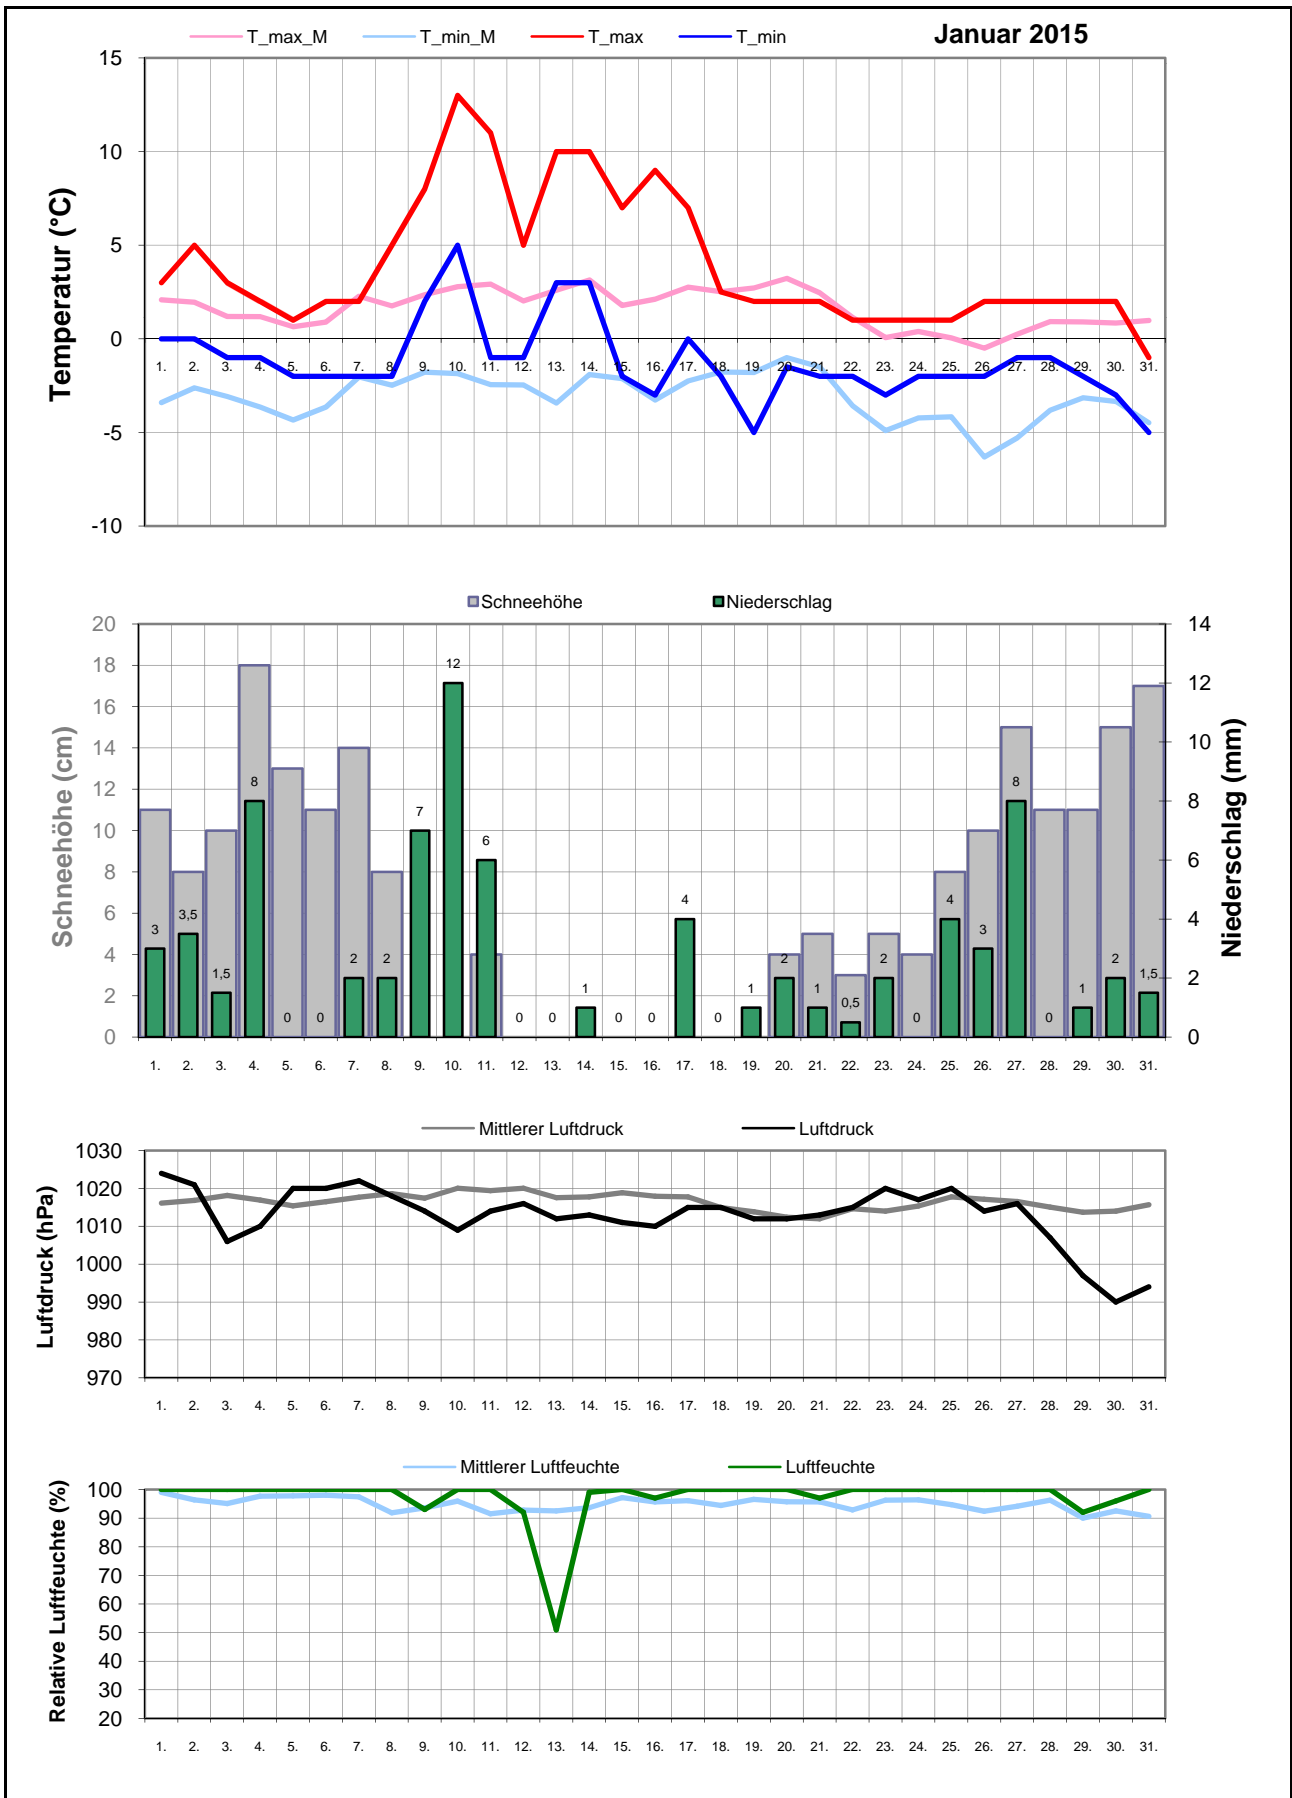 T_max_M T_min_M T_max T_min Januar 2015
Temperatur (°C)
15
10
5
0
-5
-10
1. 2. 3. 4. 5. 6. 7. 8. 9. 10. 11. 12. 13. 14. 15. 16. 17. 18. 19. 20. 21. 22. 23. 24. 25. 26. 27. 28. 29. 30. 31.
Schneehöhe Niederschlag
Schneehöhe (cm)
20
18
16
14
12
10
8
6
4
2
0
3 3,5 1,5 8 0 0 2 2 7 12 6 0 0 1 0 0 4 0 1 2 1 0,5 2 0 4 3 8 0 1 2 1,5
14
12
10
8
6
4
2
0
Niederschlag (mm)
1. 2. 3. 4. 5. 6. 7. 8. 9. 10. 11. 12. 13. 14. 15. 16. 17. 18. 19. 20. 21. 22. 23. 24. 25. 26. 27. 28. 29. 30. 31.
Mittlerer Luftdruck Luftdruck
Luftdruck (hPa)
1030
1020
1010
1000
990
980
970
1. 2. 3. 4. 5. 6. 7. 8. 9. 10. 11. 12. 13. 14. 15. 16. 17. 18. 19. 20. 21. 22. 23. 24. 25. 26. 27. 28. 29. 30. 31.
Mittlerer Luftfeuchte Luftfeuchte
Relative Luftfeuchte (%)
100
90
80
70
60
50
40
30
20
1. 2. 3. 4. 5. 6. 7. 8. 9. 10. 11. 12. 13. 14. 15. 16. 17. 18. 19. 20. 21. 22. 23. 24. 25. 26. 27. 28. 29. 30. 31.